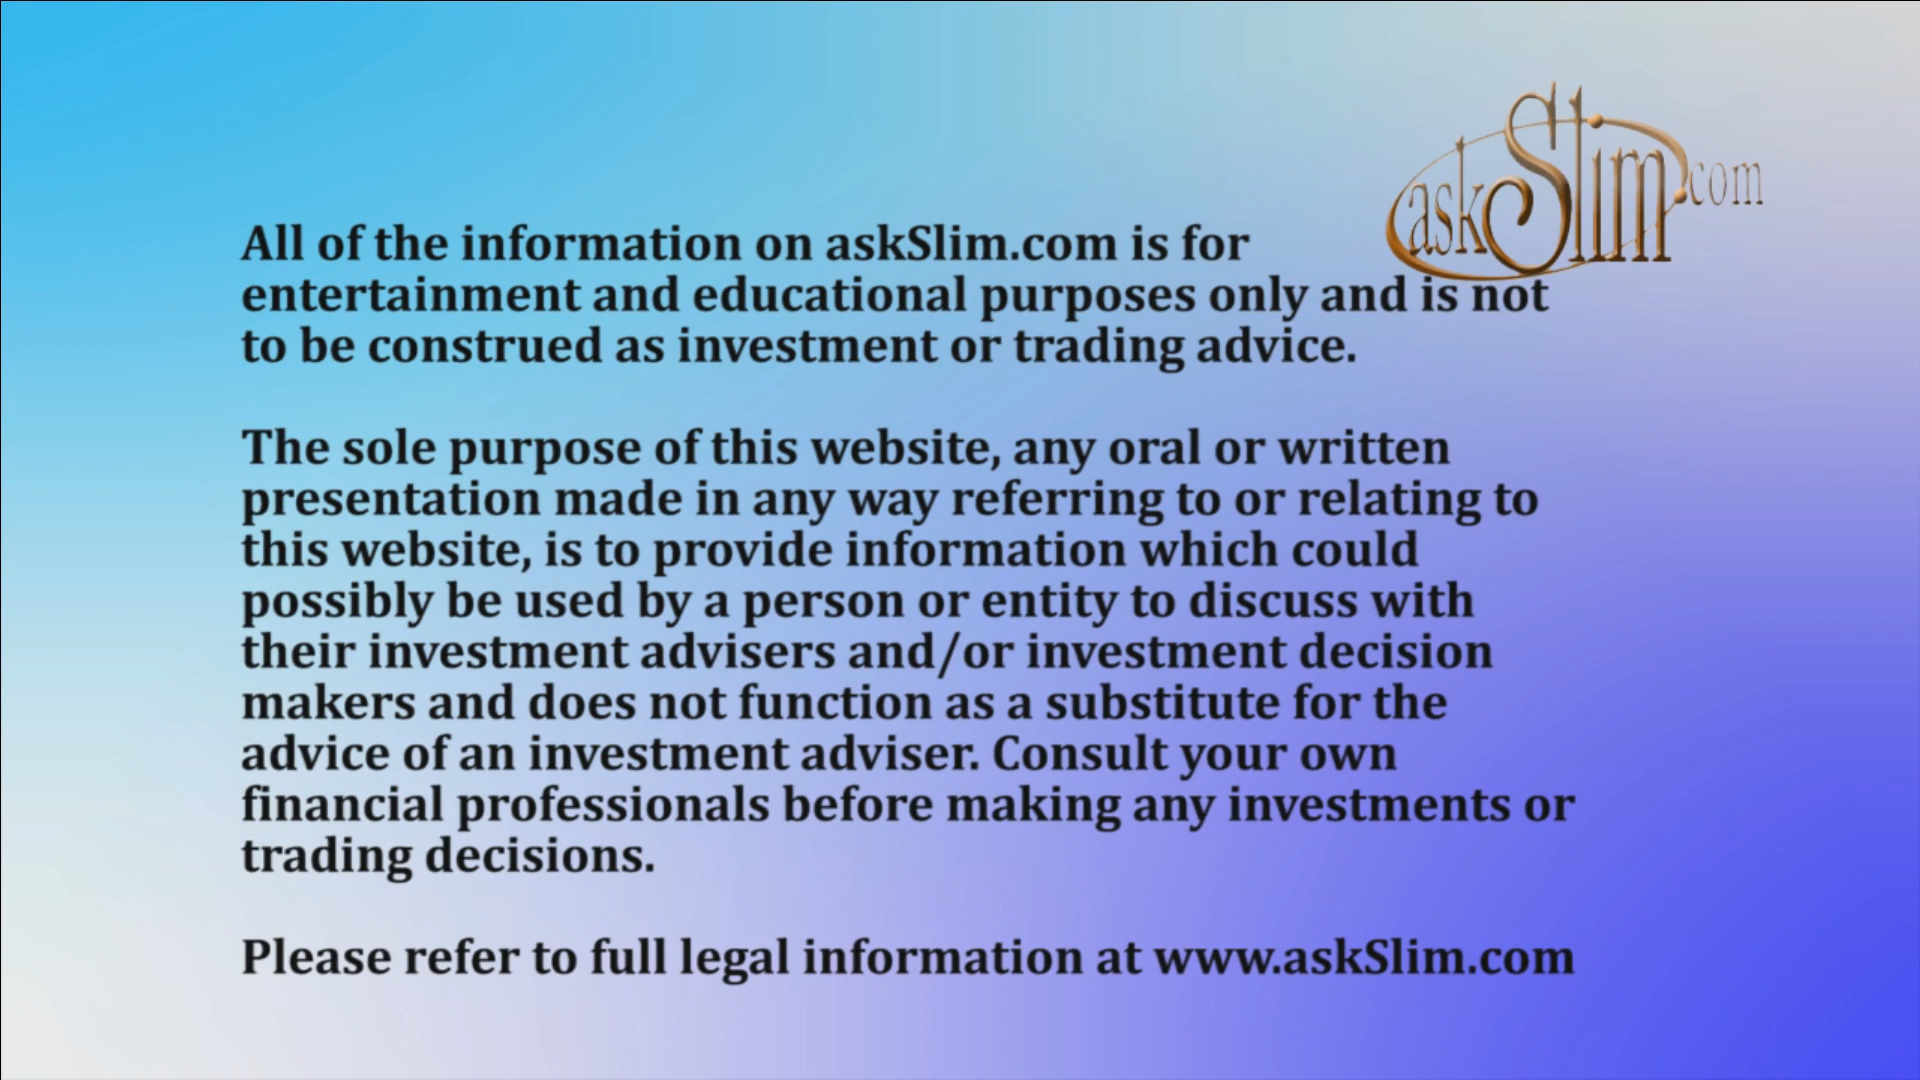 askSlim.com
All of the information on askSlim.com is for
entertainment and educational purposes only and is not
to be construed as investment or trading advice.
The sole purpose of this website, any oral or written
presentation made in any way referring to or relating to
this website, is to provide information which could
possibly be used by a person or entity to discuss with
their investment advisers and/or investment decision
makers and does not function as a substitute for the
advice of an investment adviser. Consult your own
financial professionals before making any investments or
trading decisions.
Please refer to full legal information at www.askSlim.com